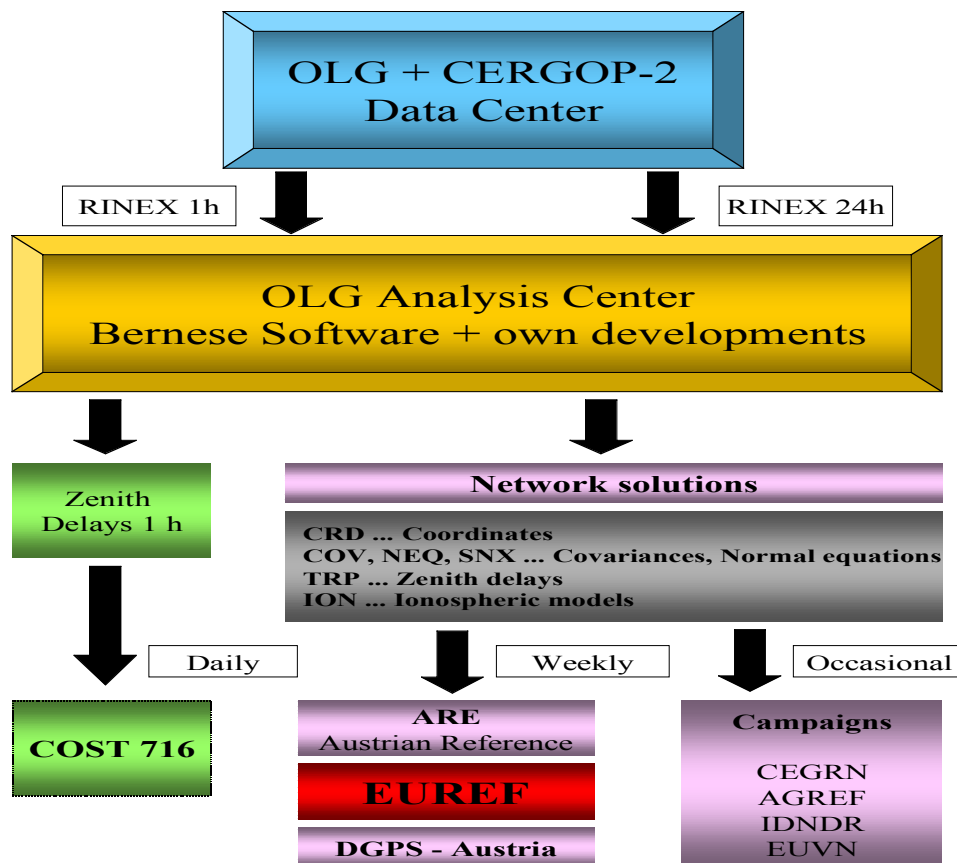 OLG + CERGOP-2
Data Center
RINEX 1h
RINEX 24h
OLG Analysis Center
Bernese Software + own developments
Zenith
Delays 1 h
Network solutions
CRD ... Coordinates
COV, NEQ, SNX ... Covariances, Normal equations
TRP ... Zenith delays
ION ... Ionospheric models
Daily
Weekly
Occasional
COST 716
ARE
Austrian Reference
EUREF
DGPS - Austria
Campaigns
CEGRN
AGREF
IDNDR
EUVN